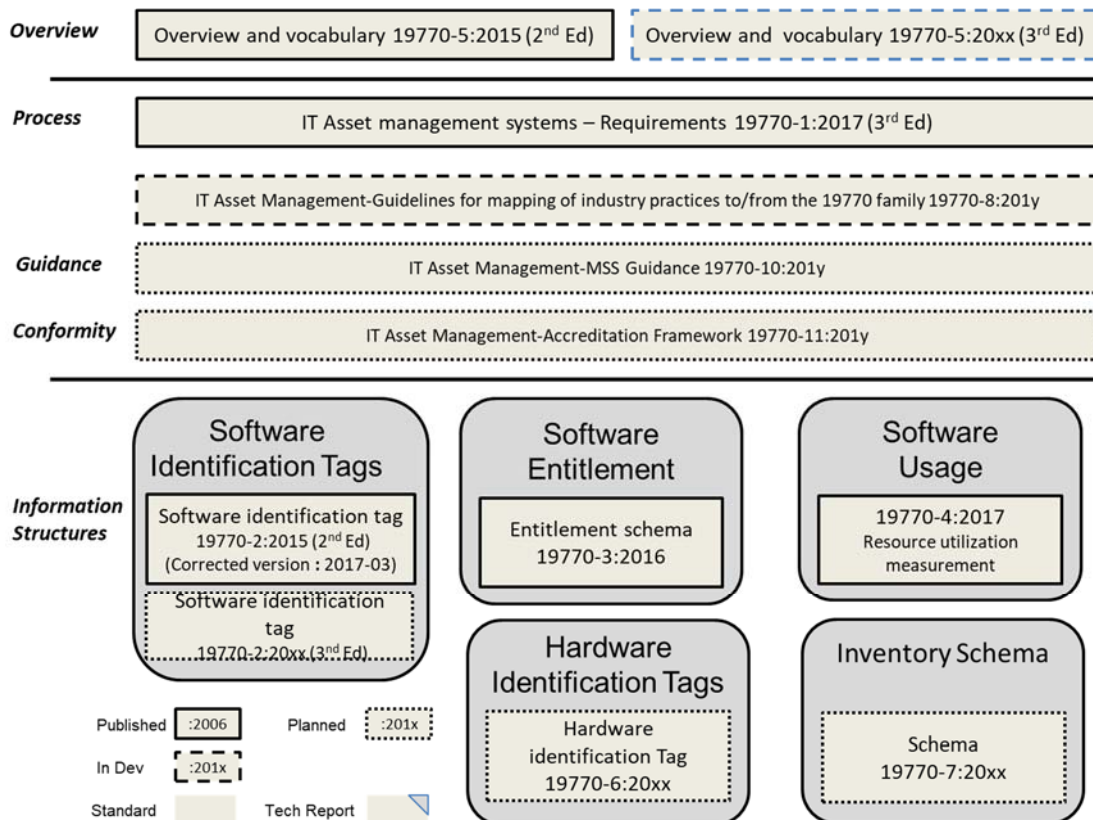 Overview
Overview and vocabulary 19770-5:2015 (2nd Ed)
Overview and vocabulary 19770-5:20xx (3rd Ed)
Process
IT Asset management systems – Requirements 19770-1:2017 (3rd Ed)
IT Asset Management-Guidelines for mapping of industry practices to/from the 19770 family 19770-8:201y
Guidance
IT Asset Management-MSS Guidance 19770-10:201y
Conformity
IT Asset Management-Accreditation Framework 19770-11:201y
Information
Structures
Software
Identification Tags
Software identification tag
19770-2:2015 (2nd Ed)
(Corrected version : 2017-03)
Software identification
tag
19770-2:20xx (3rd Ed)
Software
Entitlement
Entitlement schema
19770-3:2016
Software
Usage
19770-4:2017
Resource utilization
measurement
Hardware
Identification Tags
Hardware
identification Tag
19770-6:20xx
Inventory Schema
Schema
19770-7:20xx
Published
:2006
Planned
:201x
In Dev
:201x
Standard
Tech Report